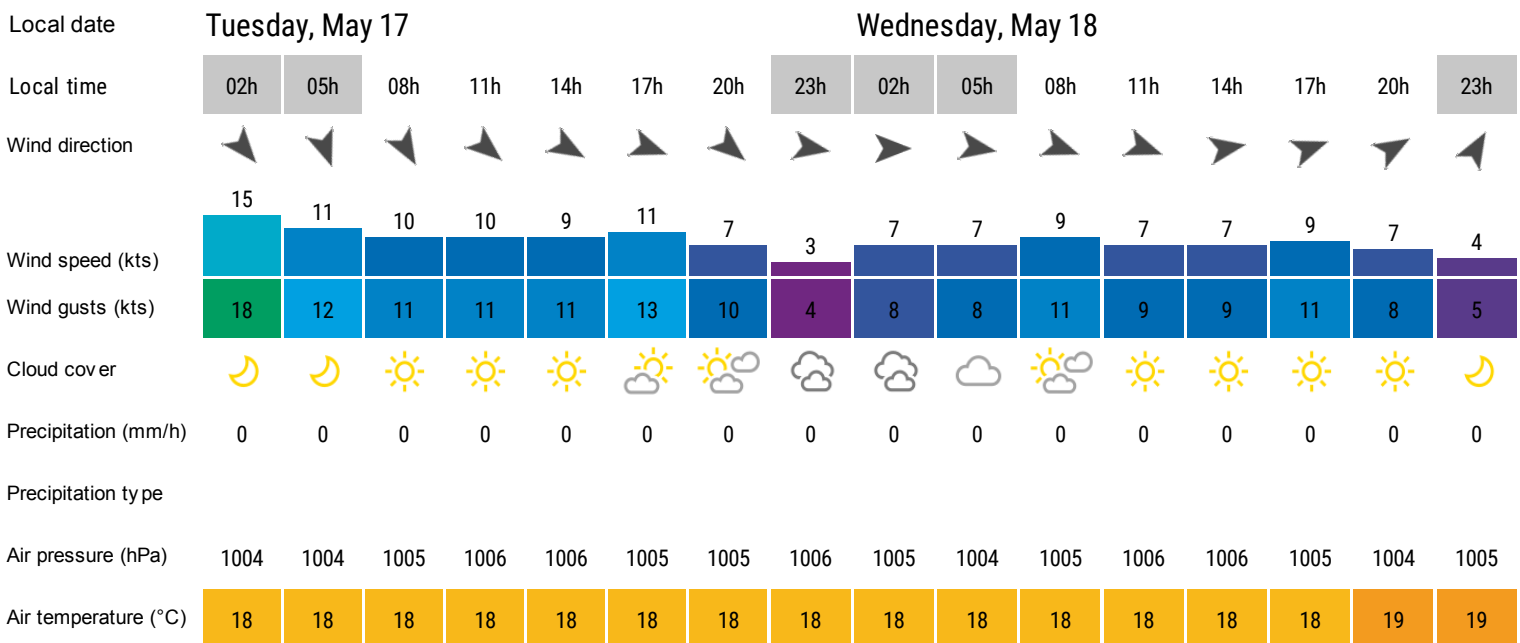 Local date Tuesday, May 17 Wednesday, May 18
Local time 02h 05h 08h 11h 14h 17h 20h 23h 02h 05h 08h 11h 14h 17h 20h 23h
Wind direction
15 11 10 10 9 11 7 3 7 7 9 7 7 9 7 4
Wind speed (kts)
Wind gusts (kts) 18 12 11 11 11 13 10 4 8 8 11 9 9 11 8 5
Cloud cover
Precipitation (mm/h) 0 0 0 0 0 0 0 0 0 0 0 0 0 0 0 0
Precipitation type
Air pressure (hPa) 1004 1004 1005 1006 1006 1005 1005 1006 1005 1004 1005 1006 1006 1005 1004 1005
Air temperature (°C) 18 18 18 18 18 18 18 18 18 18 18 18 18 18 19 19